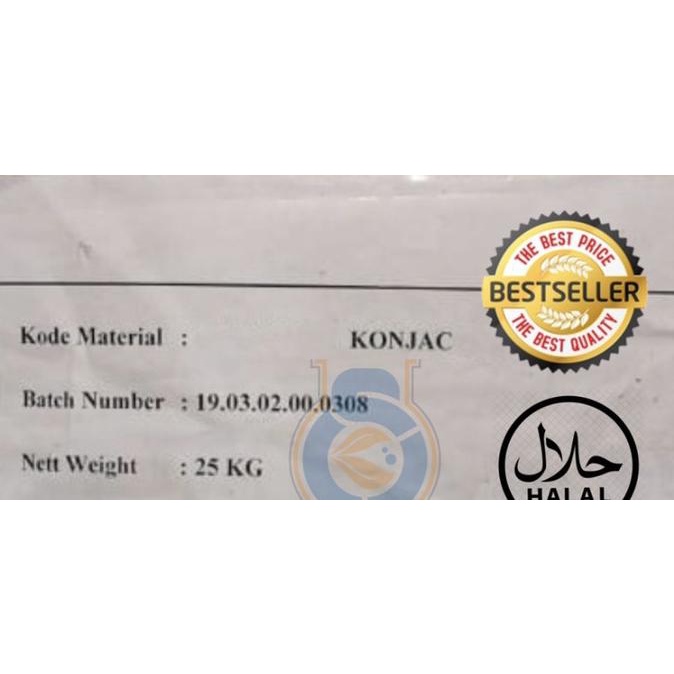 THE BEST PRICE
BESTSELLER
THE BEST QUALITY
Kode Material : KONJAC
Batch Number : 19.03.02.00.0308
Nett Weight : 25 KG
حلال
HALAL